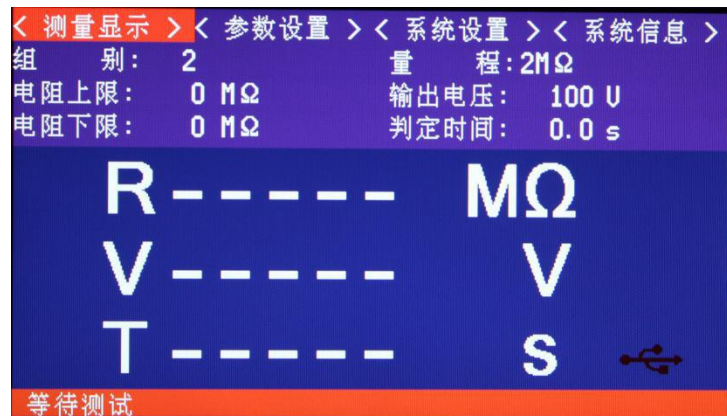 < 测量显示 > < 参数设置 > < 系统设置 > < 系统信息 >
组 别: 2 量 程:2MΩ
电阻上限: 0 MΩ 输出电压: 100 V
电阻下限: 0 MΩ 判定时间: 0.0 s
R ----- MΩ
V ----- V
T ----- s
等待测试